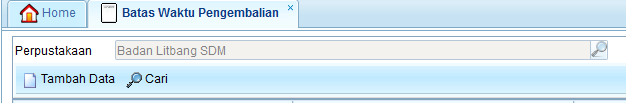 Home Batas Waktu Pengembalian
Perpustakaan Badan Litbang SDM
Tambah Data Cari